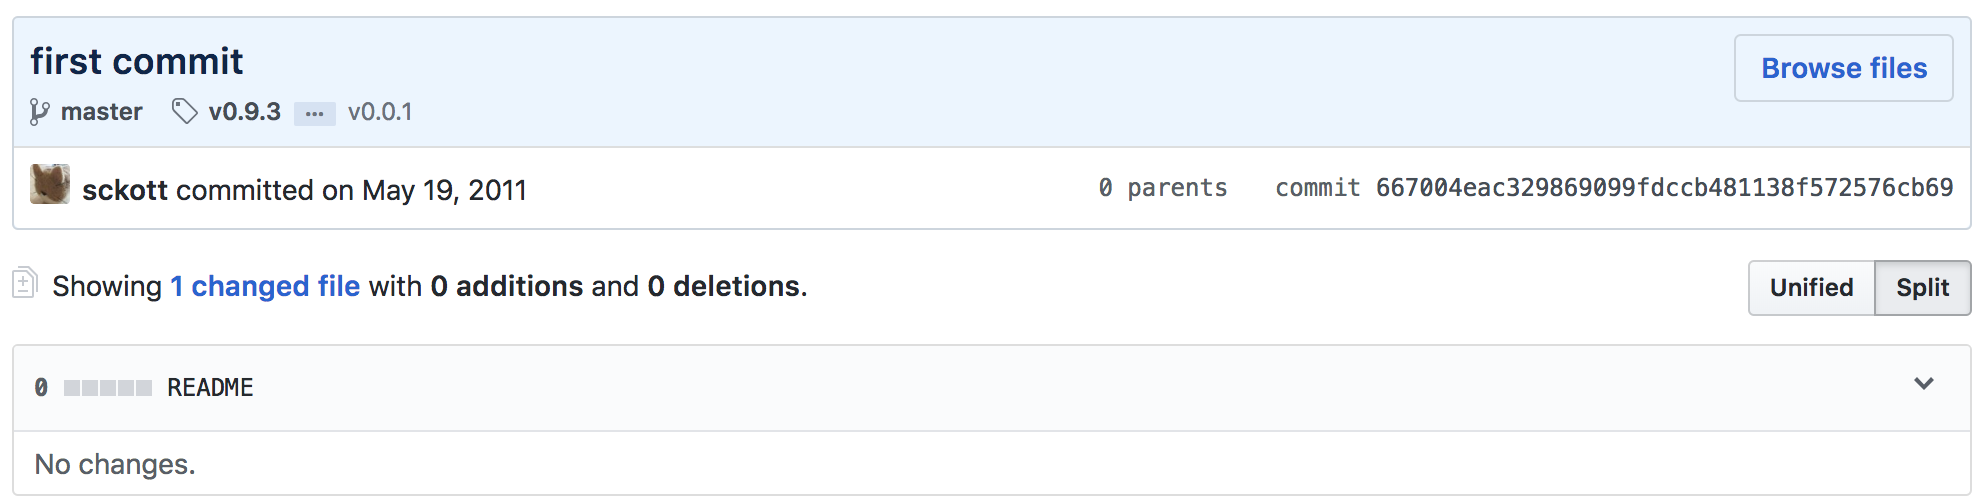 first commit
Browse files
master v0.9.3 ... v0.0.1
sckott committed on May 19, 2011
0 parents commit 667004eac329869099fdccb481138f572576cb69
Showing 1 changed file with 0 additions and 0 deletions.
Unified Split
0 README
No changes.